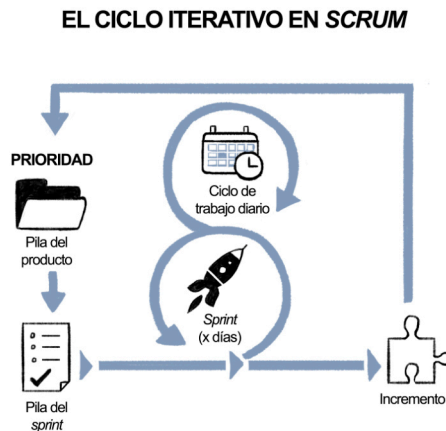 EL CICLO ITERATIVO EN SCRUM
PRIORIDAD
Pila del
producto
Ciclo de
trabajo diario
Sprint
(x días)
Pila del
sprint
Incremento